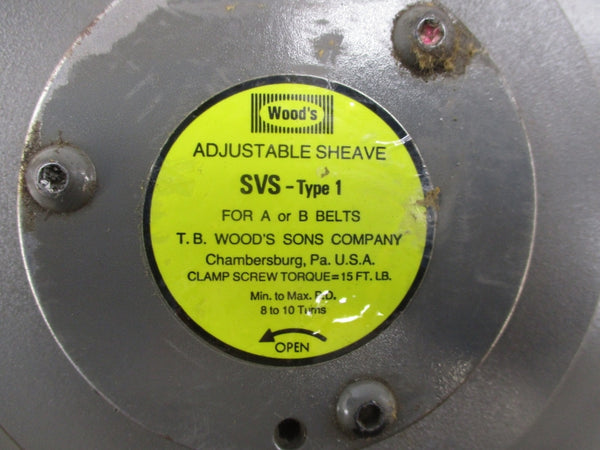 Wood's
ADJUSTABLE SHEAVE
SVS - Type 1
FOR A or B BELTS
T. B. WOOD'S SONS COMPANY
Chambersburg, Pa. U.S.A.
CLAMP SCREW TORQUE=15 FT. LB.
Min. to Max. P.D.
8 to 10 Turns
OPEN